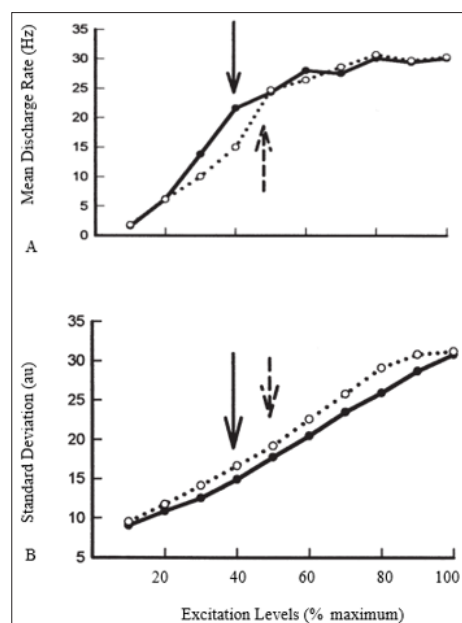 35
30
25
20
15
10
5
0
Mean Discharge Rate (Hz)
A
35
30
25
20
15
10
5
Standard Deviation (au)
B
20 40 60 80 100
Excitation Levels (% maximum)